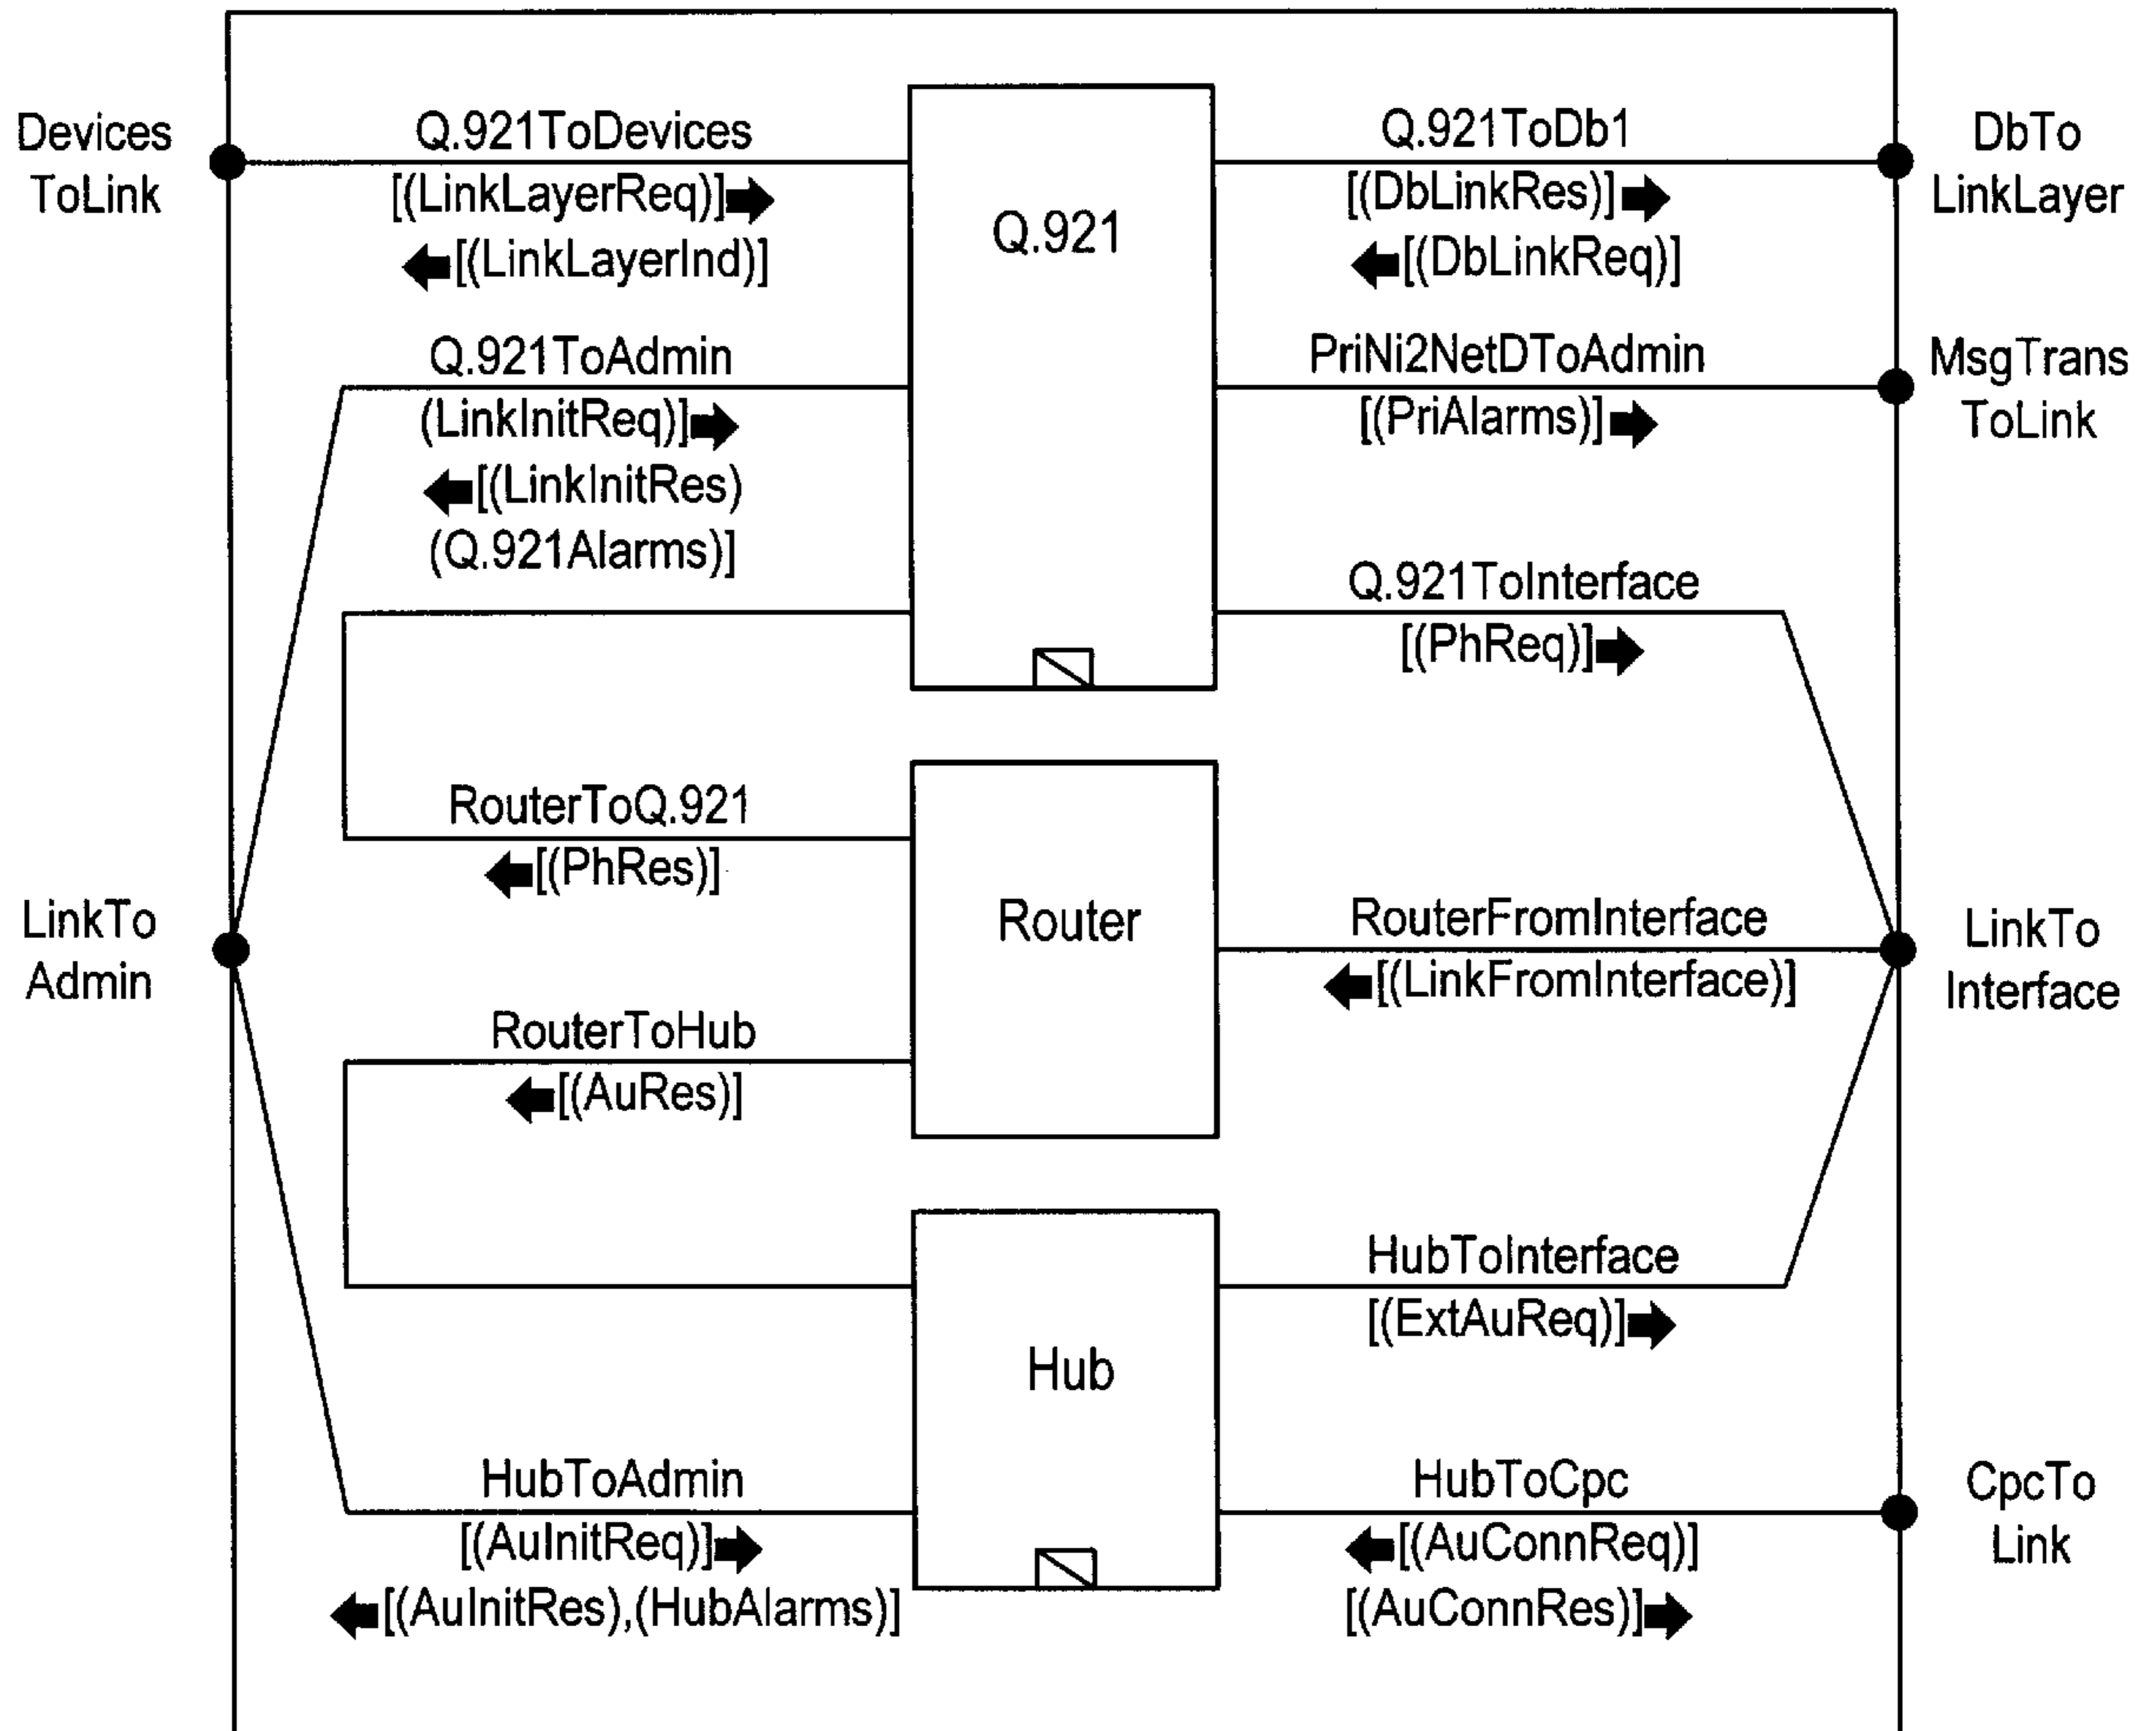 Devices
ToLink
Q.921ToDevices
[(LinkLayerReq)]
[(LinkLayerInd)]
Q.921
Q.921ToDb1
[(DbLinkRes)]
[(DbLinkReq)]
DbTo
LinkLayer
Q.921ToAdmin
(LinkInitReq)]
[(LinkInitRes)
(Q.921Alarms)]
PriNi2NetDToAdmin
[(PriAlarms)]
MsgTrans
ToLink
Q.921ToInterface
[(PhReq)]
RouterToQ.921
[(PhRes)]
LinkTo
Admin
Router
RouterFromInterface
[(LinkFromInterface)]
LinkTo
Interface
RouterToHub
[(AuRes)]
HubToInterface
[(ExtAuReq)]
Hub
HubToAdmin
[(AuInitReq)]
[(AuInitRes),(HubAlarms)]
HubToCpc
[(AuConnReq)]
[(AuConnRes)]
CpcTo
Link